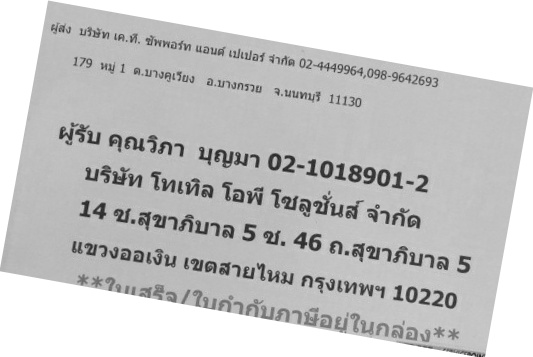 ผู้ส่ง บริษัท เค.ที. ซัพพอร์ท แอนด์ เปเปอร์ จำกัด 02-4449964,098-9642693
179 หมู่ 1 ต.บางคูเวียง อ.บางกรวย จ.นนทบุรี 11130
ผู้รับ คุณวิภา บุญมา 02-1018901-2
บริษัท โทเทิล โอพี โซลูชั่นส์ จำกัด
14 ซ.สุขาภิบาล 5 ซ. 46 ถ.สุขาภิบาล 5
แขวงออเงิน เขตสายไหม กรุงเทพฯ 10220
**ใบเสร็จ/ใบกำกับภาษีอยู่ในกล่อง**